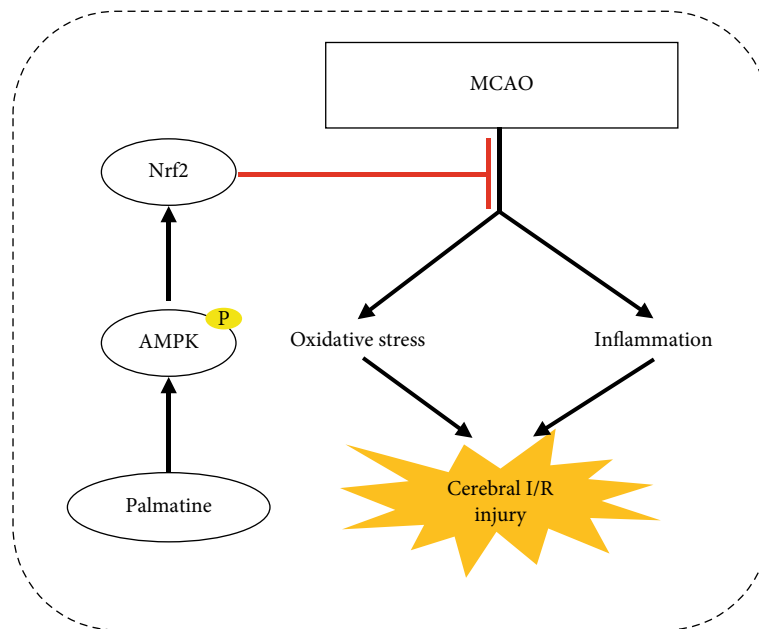 MCAO
Nrf2
P
AMPK
Oxidative stress
Inflammation
Palmatine
Cerebral I/R
injury